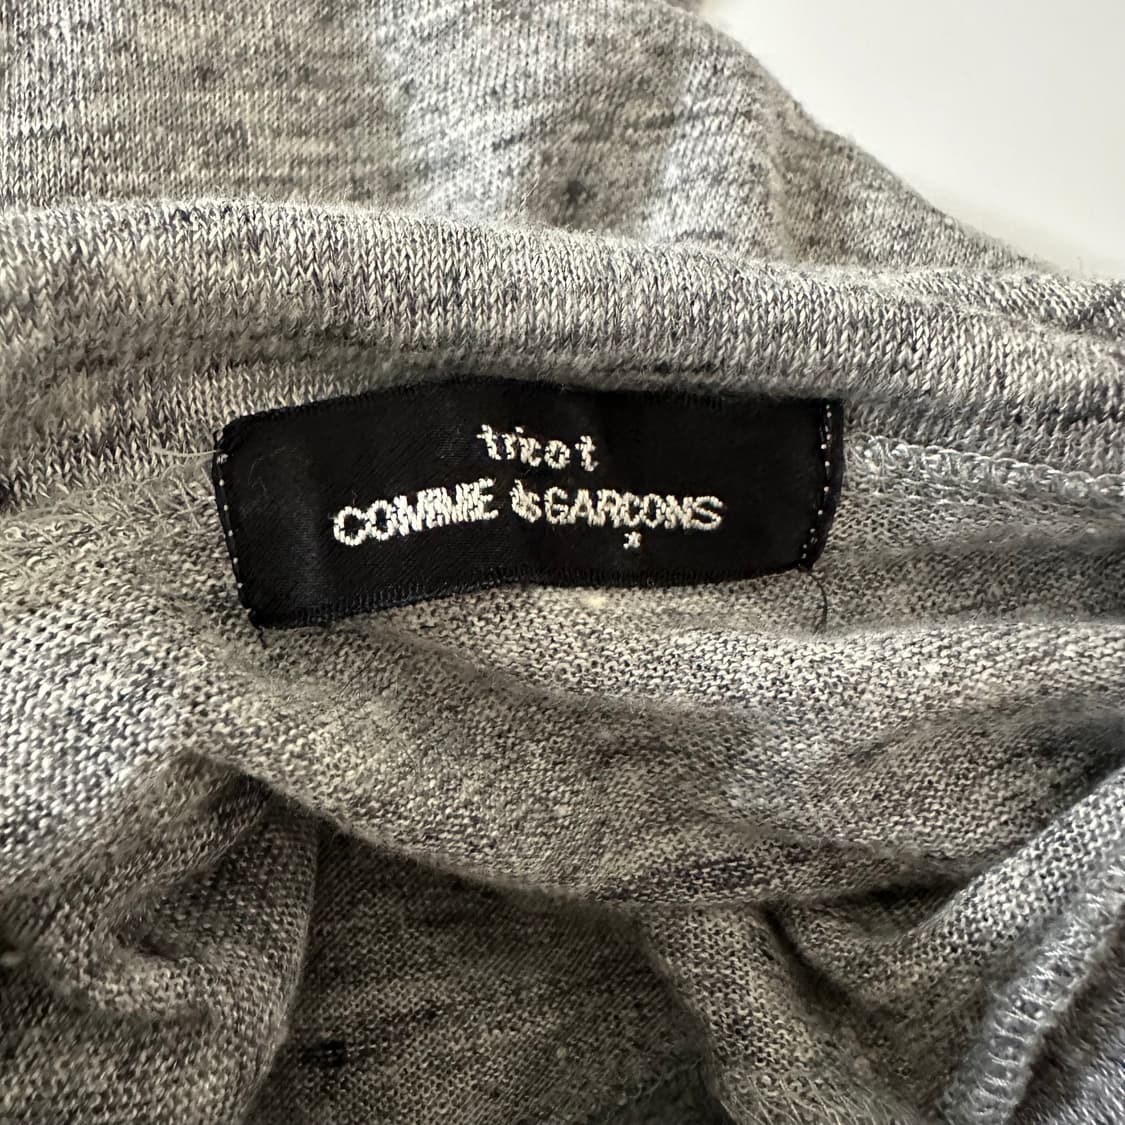 tricot
COMME des GARCONS
*